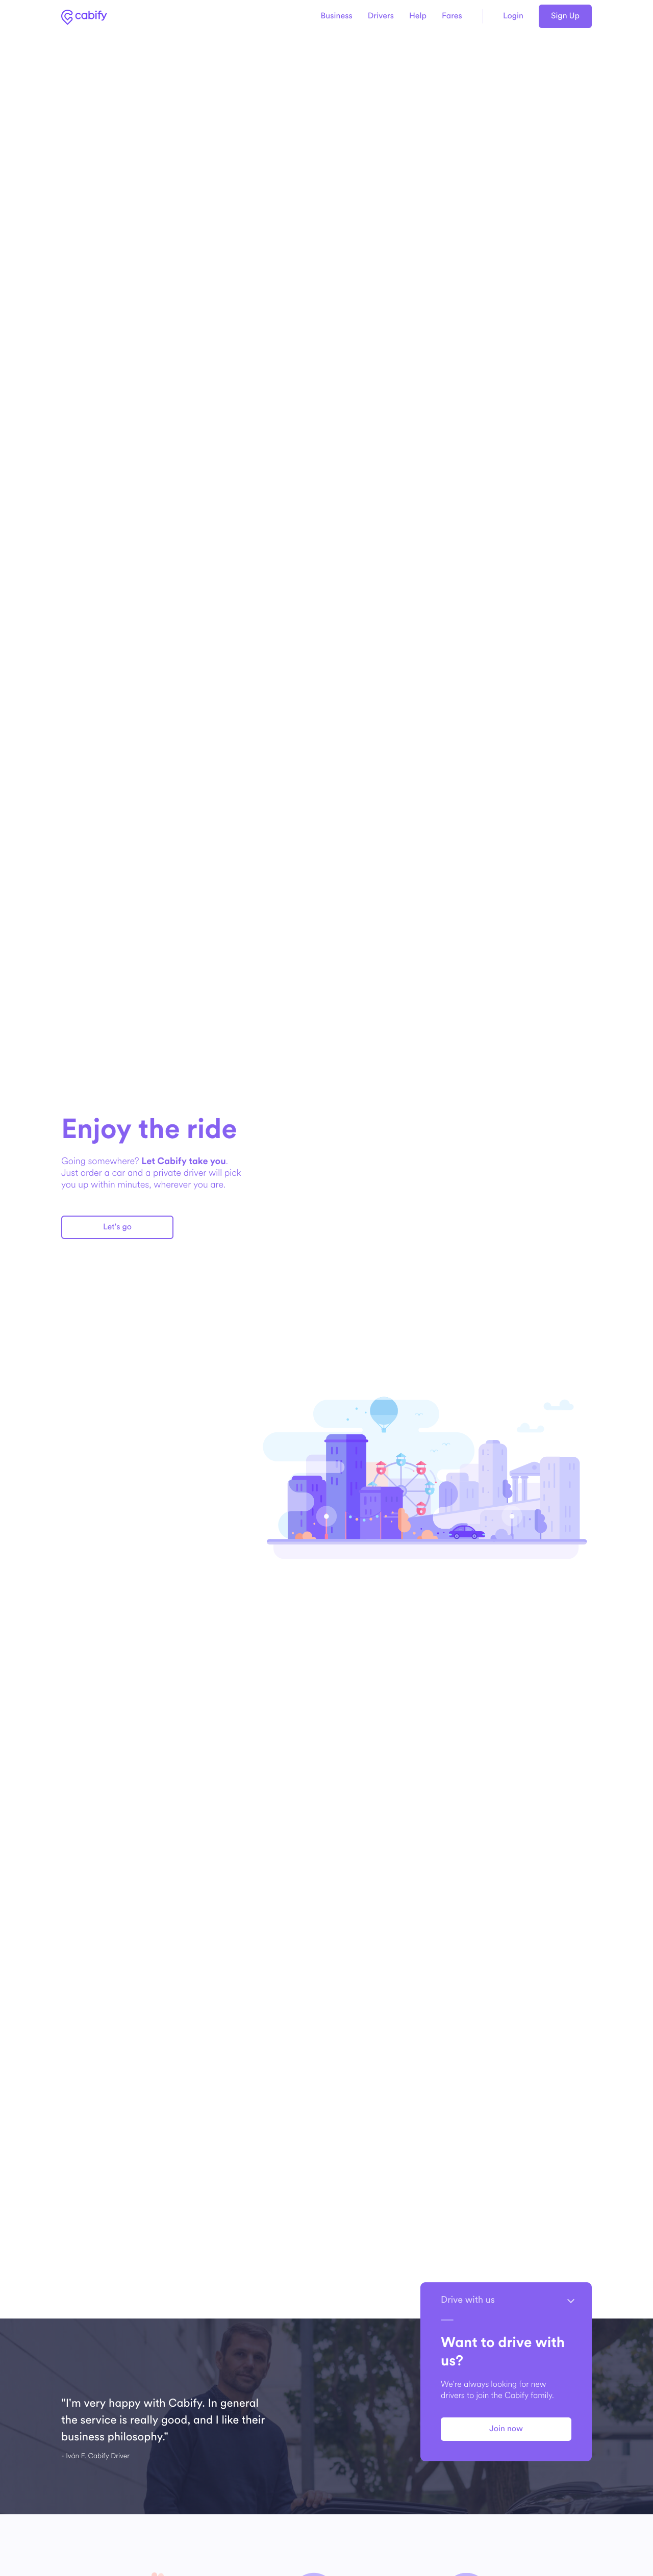 cabify
Business
Drivers
Help
Fares
Login
Sign Up
Enjoy the ride
Going somewhere? Let Cabify take you.
Just order a car and a private driver will pick
you up within minutes, wherever you are.
Let's go
Drive with us
Want to drive with
us?
We're always looking for new
drivers to join the Cabify family.
Join now
"I'm very happy with Cabify. In general
the service is really good, and I like their
business philosophy."
- Iván F. Cabify Driver